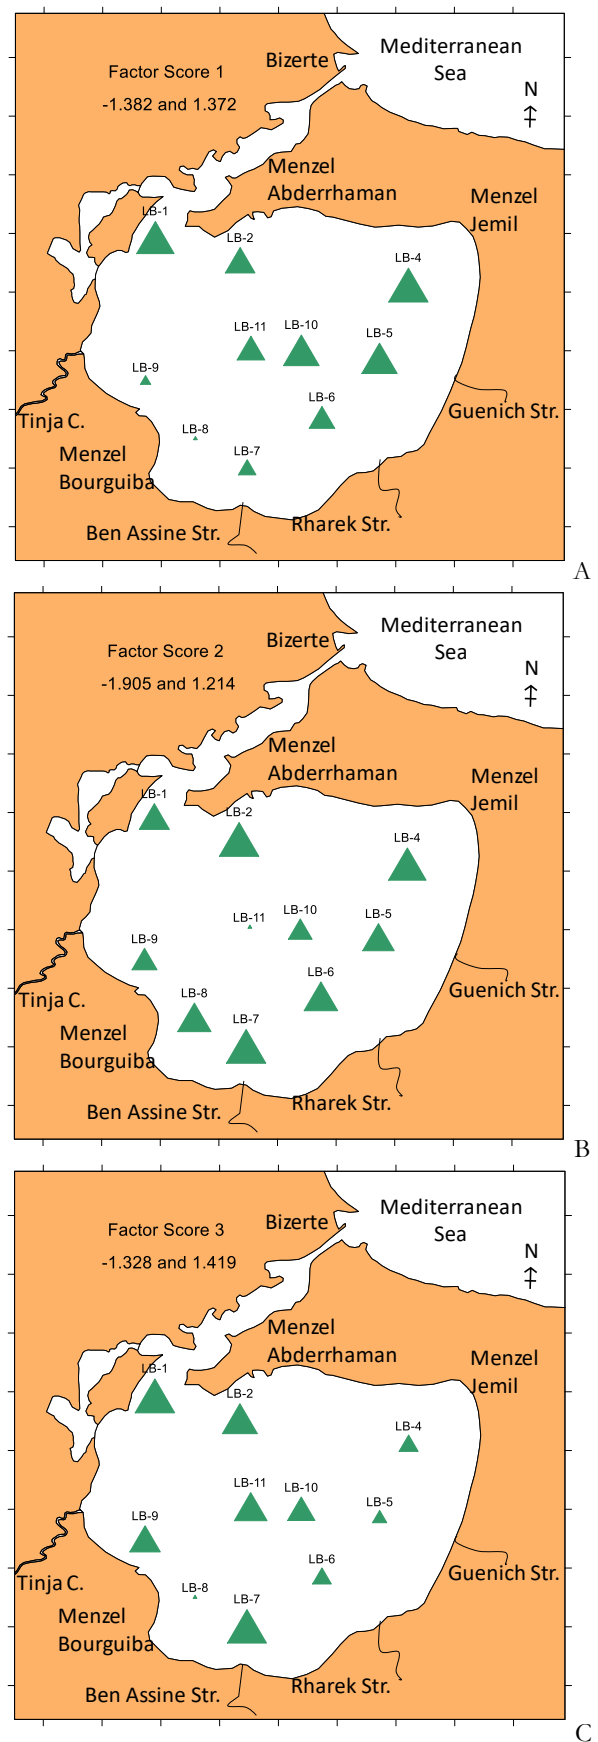 Mediterranean
Sea
Bizerte
Factor Score 1
-1.382 and 1.372
N
Menzel
Abderrhaman
Menzel
Jemil
LB-1
LB-2
LB-4
LB-11
LB-10
LB-5
LB-9
LB-6
Guenich Str.
Tinja C.
LB-8
Menzel
Bourguiba
LB-7
Rharek Str.
Ben Assine Str.
A
Mediterranean
Sea
Bizerte
Factor Score 2
-1.905 and 1.214
N
Menzel
Abderrhaman
Menzel
Jemil
LB-1
LB-2
LB-4
LB-11
LB-10
LB-5
LB-9
LB-6
Guenich Str.
Tinja C.
LB-8
Menzel
Bourguiba
LB-7
Rharek Str.
Ben Assine Str.
B
Mediterranean
Sea
Bizerte
Factor Score 3
-1.328 and 1.419
N
Menzel
Abderrhaman
Menzel
Jemil
LB-1
LB-2
LB-4
LB-11
LB-10
LB-5
LB-9
LB-6
Guenich Str.
Tinja C.
LB-8
Menzel
Bourguiba
LB-7
Rharek Str.
Ben Assine Str.
C